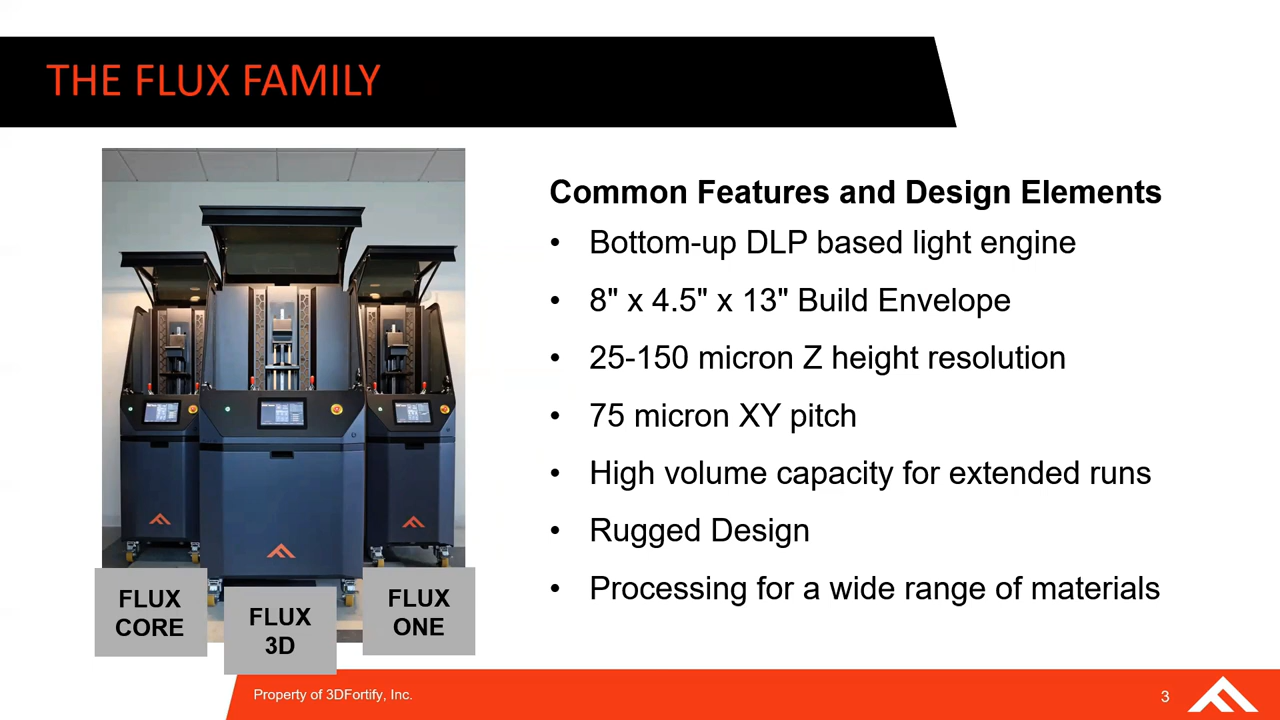 THE FLUX FAMILY
Common Features and Design Elements
• Bottom-up DLP based light engine
• 8" x 4.5" x 13" Build Envelope
• 25-150 micron Z height resolution
• 75 micron XY pitch
• High volume capacity for extended runs
• Rugged Design
• Processing for a wide range of materials
FLUX
CORE
FLUX
3D
FLUX
ONE
Property of 3DFortify, Inc.
3